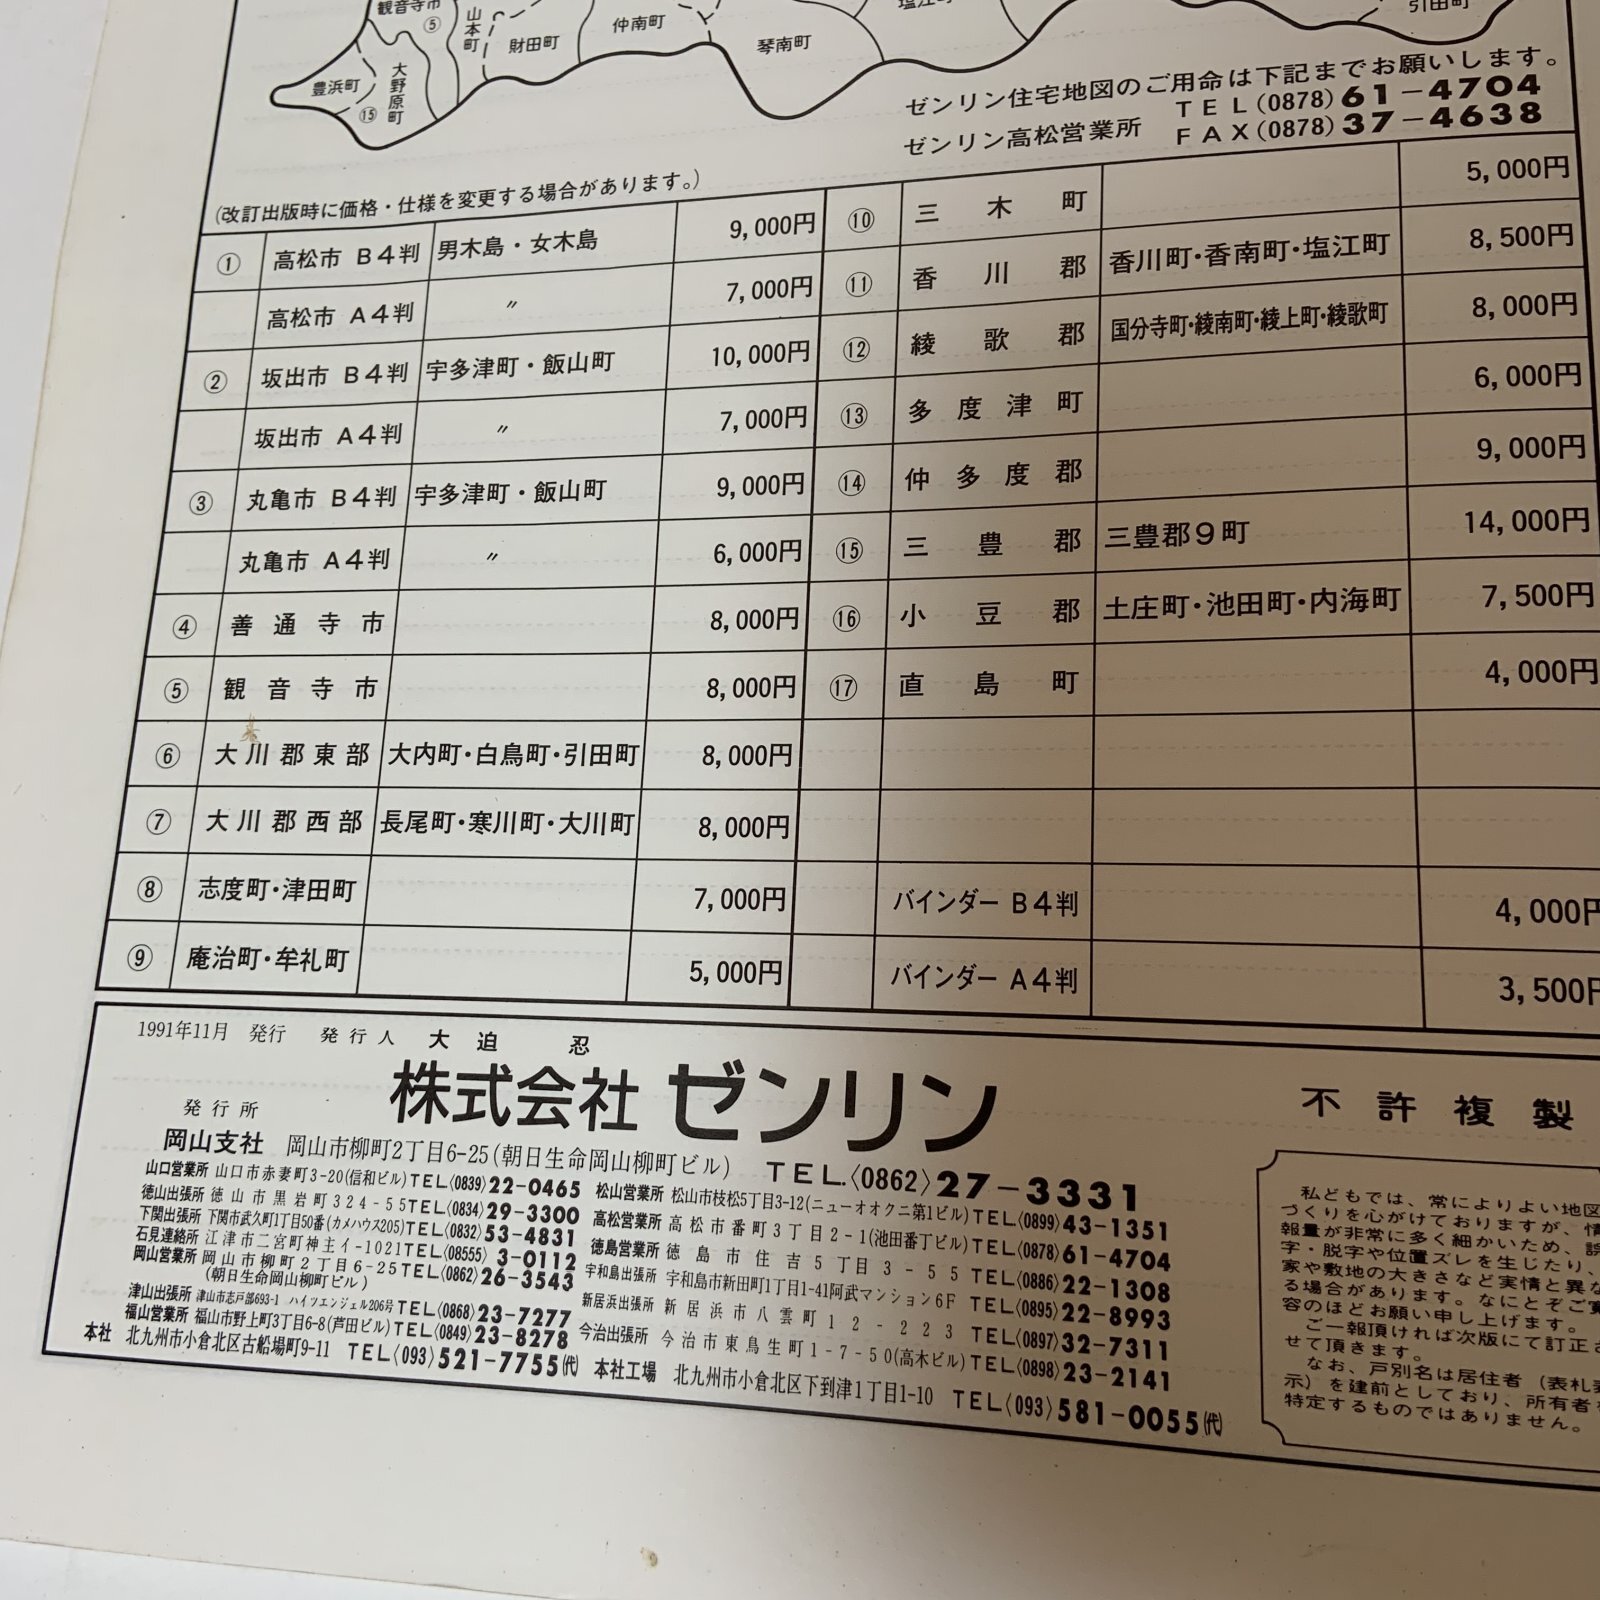 観音寺市
⑤
山本町
財田町
仲南町
琴南町
塩江町
引田町
豊浜町
大野原町
⑮
ゼンリン住宅地図のご用命は下記までお願いします。
ゼンリン高松営業所 TEL(0878)61-4704
FAX(0878)37-4638
(改訂出版時に価格・仕様を変更する場合があります。)
① 高松市 B4判 男木島・女木島 9,000円
高松市 A4判 〃 7,000円
② 坂出市 B4判 宇多津町・飯山町 10,000円
坂出市 A4判 〃 7,000円
③ 丸亀市 B4判 宇多津町・飯山町 9,000円
丸亀市 A4判 〃 6,000円
④ 善通寺市 8,000円
⑤ 観音寺市 8,000円
⑥ 大川郡東部 大内町・白鳥町・引田町 8,000円
⑦ 大川郡西部 長尾町・寒川町・大川町 8,000円
⑧ 志度町・津田町 7,000円
⑨ 庵治町・牟礼町 5,000円
⑩ 三木町 5,000円
⑪ 香川郡 香川町・香南町・塩江町 8,500円
⑫ 綾歌郡 国分寺町・綾南町・綾上町・綾歌町 8,000円
⑬ 多度津町 6,000円
⑭ 仲多度郡 9,000円
⑮ 三豊郡 三豊郡9町 14,000円
⑯ 小豆郡 土庄町・池田町・内海町 7,500円
⑰ 直島町 4,000円
バインダー B4判 4,000円
バインダー A4判 3,500円
1991年11月 発行 発行人 大迫 忍
株式会社 ゼンリン
不許複製
発行所
岡山支社 岡山市柳町2丁目6-25(朝日生命岡山柳町ビル) TEL.〈0862〉27-3331
山口営業所 山口市赤妻町3-20(信和ビル)TEL〈0839〉22-0465
徳山出張所 徳山市黒岩町324-55TEL〈0834〉29-3300
下関出張所 下関市武久町1丁目50番(カメハウス205)TEL〈0832〉53-4831
石見連絡所 江津市二宮町神主イ-1021TEL〈08555〉3-0112
岡山営業所 岡山市柳町2丁目6-25TEL〈0862〉26-3543
(朝日生命岡山柳町ビル)
津山出張所 津山市志戸部693-1 ハイツエンジェル206号TEL〈0868〉23-7277
福山営業所 福山市野上町3丁目6-8(芦田ビル)TEL〈0849〉23-8278
松山営業所 松山市枝松5丁目3-12(ニューオオクニ第1ビル)TEL〈0899〉43-1351
高松営業所 高松市番町3丁目2-1(池田番丁ビル)TEL〈0878〉61-4704
徳島営業所 徳島市住吉5丁目3-55TEL〈0886〉22-1308
宇和島出張所 宇和島市新田町1丁目1-41阿武マンション6F TEL〈0895〉22-8993
新居浜出張所 新居浜市八雲町12-223TEL〈0897〉32-7311
今治出張所 今治市東鳥生町1-7-50(高木ビル)TEL〈0898〉23-2141
本社 北九州市小倉北区古船場町9-11 TEL〈093〉521-7755(代) 本社工場 北九州市小倉北区下到津1丁目1-10 TEL〈093〉581-0055(代)
私どもでは、常によりよい地図
づくりを心がけておりますが、情
報量が非常に多く細かいため、誤
字・脱字や位置ズレを生じたり、
家や敷地の大きさなど実情と異な
る場合があります。なにとぞご寛
容のほどお願い申し上げます。
ご一報頂ければ次版にて訂正さ
せて頂きます。
なお、戸別名は居住者(表札表
示)を建前としており、所有者を
特定するものではありません。